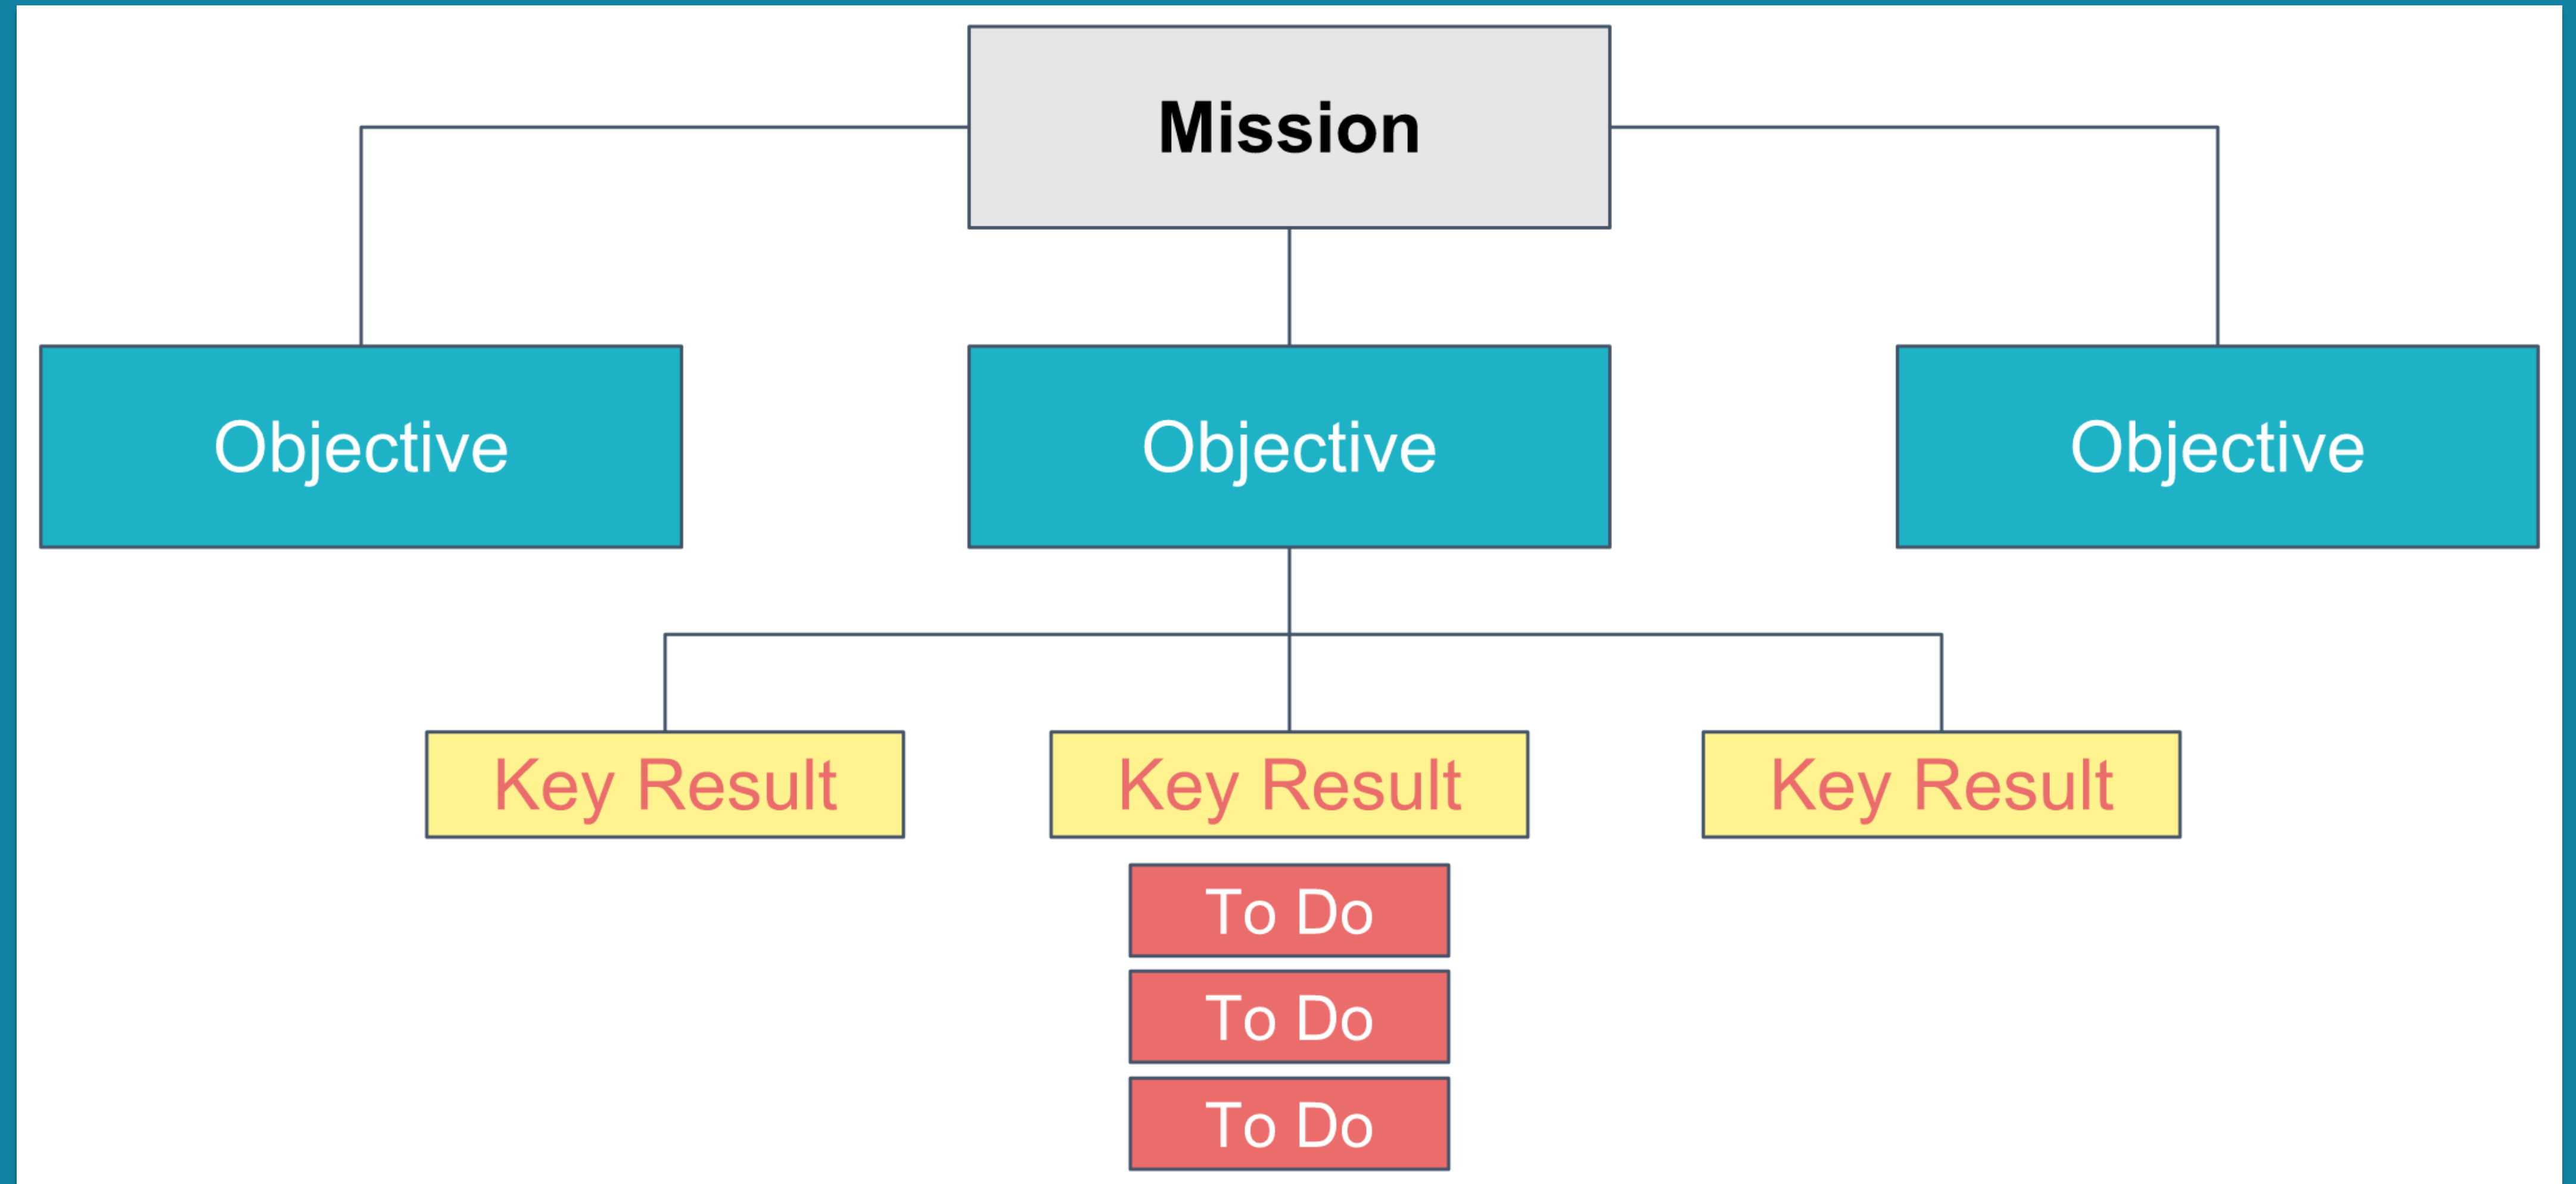 Mission
Objective
Objective
Objective
Key Result
Key Result
Key Result
To Do
To Do
To Do